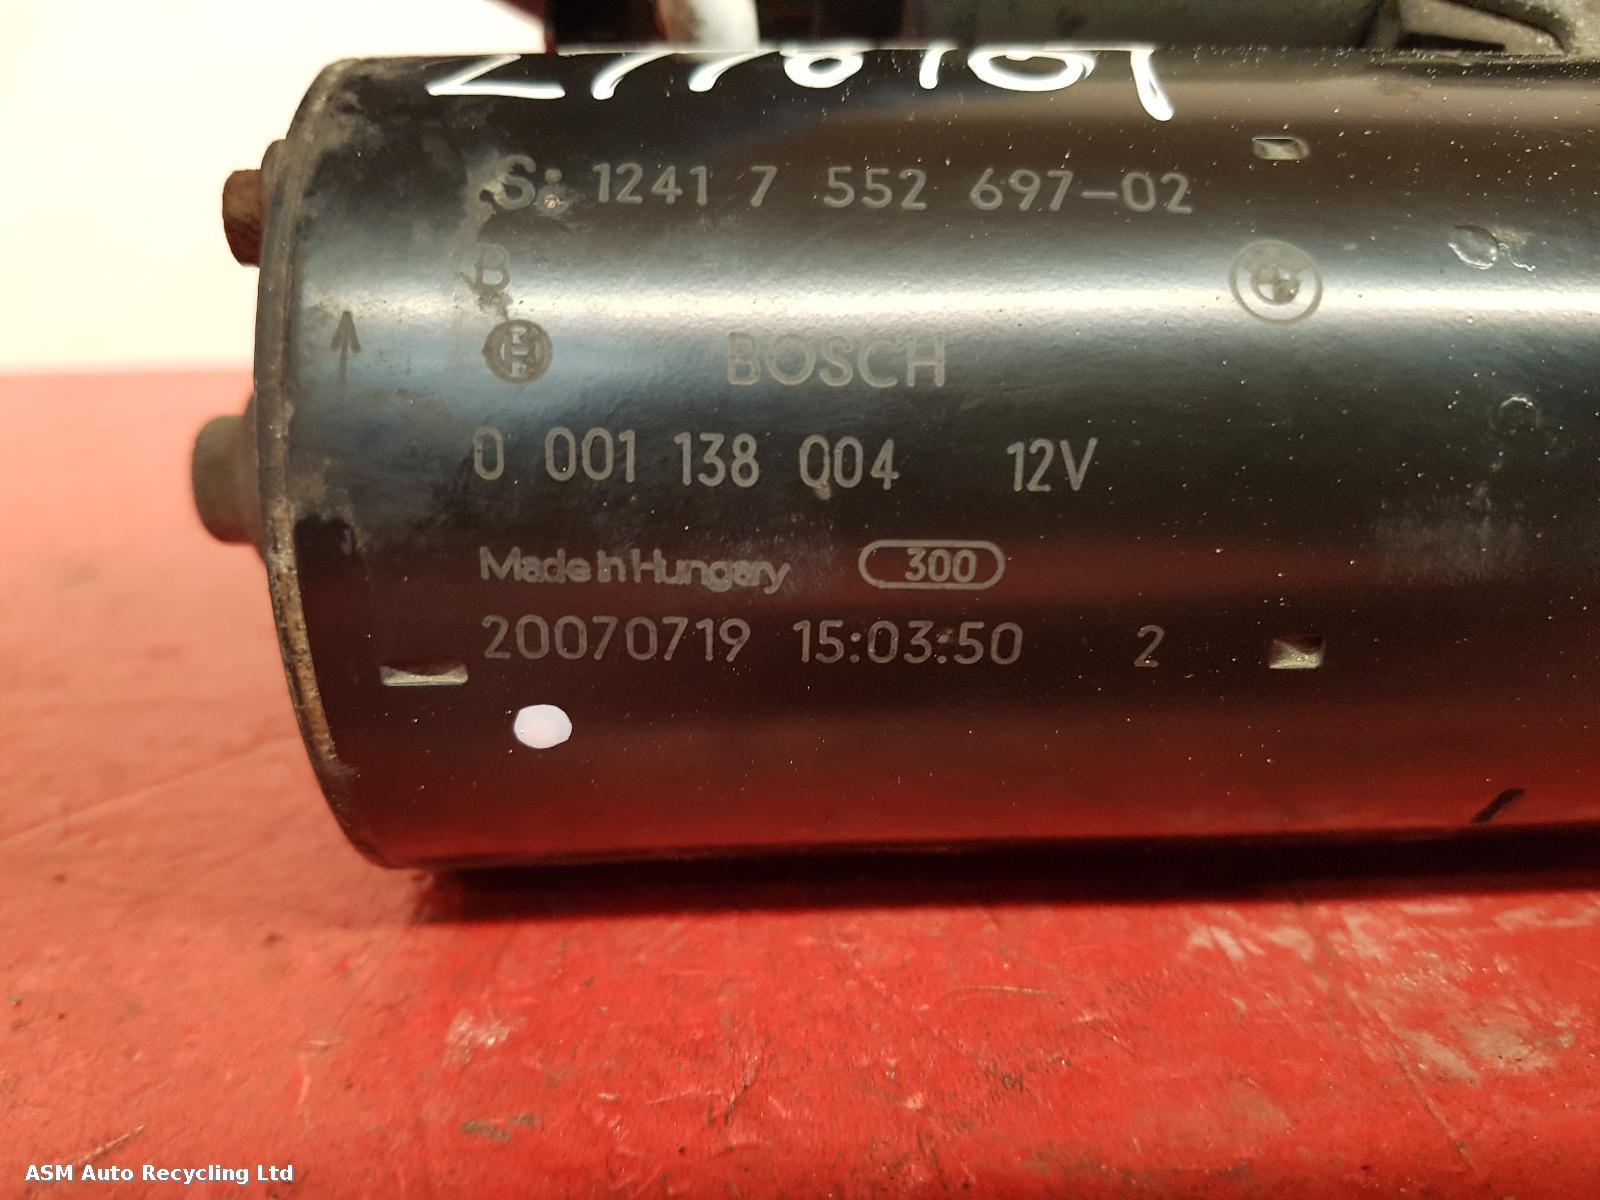 S: 1241 7 552 697-02
B
BOSCH
0 001 138 004 12V
Made in Hungary 300
20070719 15:03:50 2
ASM Auto Recycling Ltd